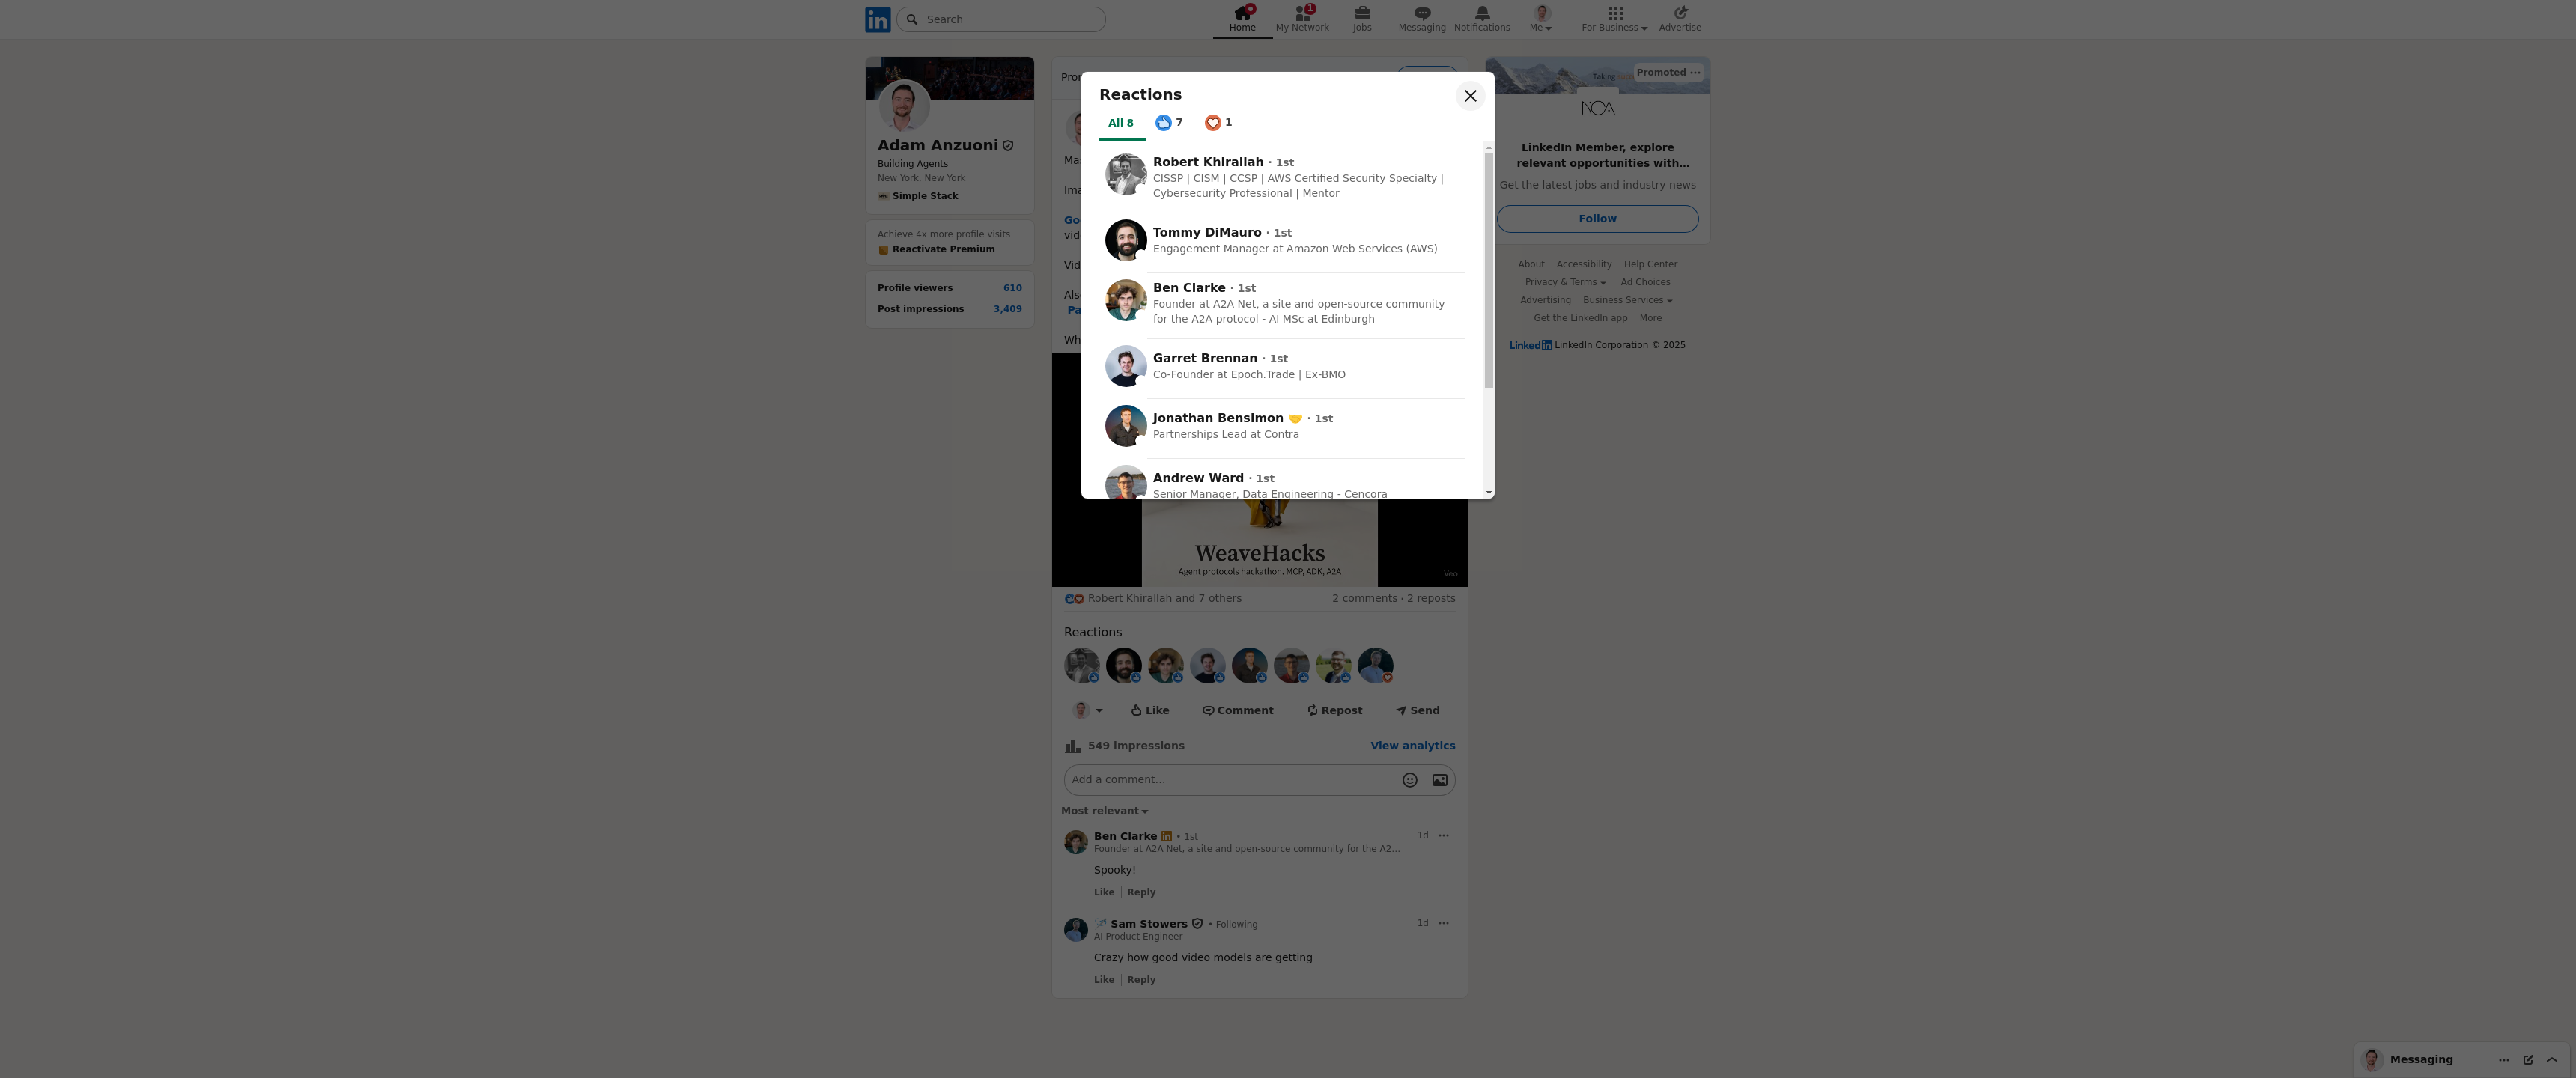 in
Search
Home
1
My Network
Jobs
Messaging
Notifications
Me
For Business
Advertise
Adam Anzuoni
Building Agents
New York, New York
Simple Stack
Achieve 4x more profile visits
Reactivate Premium
Profile viewers 610
Post impressions 3,409
Reactions
All 8
7
1
Robert Khirallah · 1st
CISSP | CISM | CCSP | AWS Certified Security Specialty |
Cybersecurity Professional | Mentor
Tommy DiMauro · 1st
Engagement Manager at Amazon Web Services (AWS)
Ben Clarke · 1st
Founder at A2A Net, a site and open-source community
for the A2A protocol - AI MSc at Edinburgh
Garret Brennan · 1st
Co-Founder at Epoch.Trade | Ex-BMO
Jonathan Bensimon 🤝 · 1st
Partnerships Lead at Contra
Andrew Ward · 1st
Senior Manager, Data Engineering - Cencora
WeaveHacks
Agent protocols hackathon. MCP, ADK, A2A
Veo
Robert Khirallah and 7 others
2 comments · 2 reposts
Reactions
Like
Comment
Repost
Send
549 impressions
View analytics
Add a comment...
Most relevant
Ben Clarke in • 1st
1d
Founder at A2A Net, a site and open-source community for the A2...
Spooky!
Like | Reply
Sam Stowers • Following
1d
AI Product Engineer
Crazy how good video models are getting
Like | Reply
Taking
Promoted
NOA
LinkedIn Member, explore
relevant opportunities with...
Get the latest jobs and industry news
Follow
About Accessibility Help Center
Privacy & Terms Ad Choices
Advertising Business Services
Get the LinkedIn app More
LinkedIn LinkedIn Corporation © 2025
Messaging